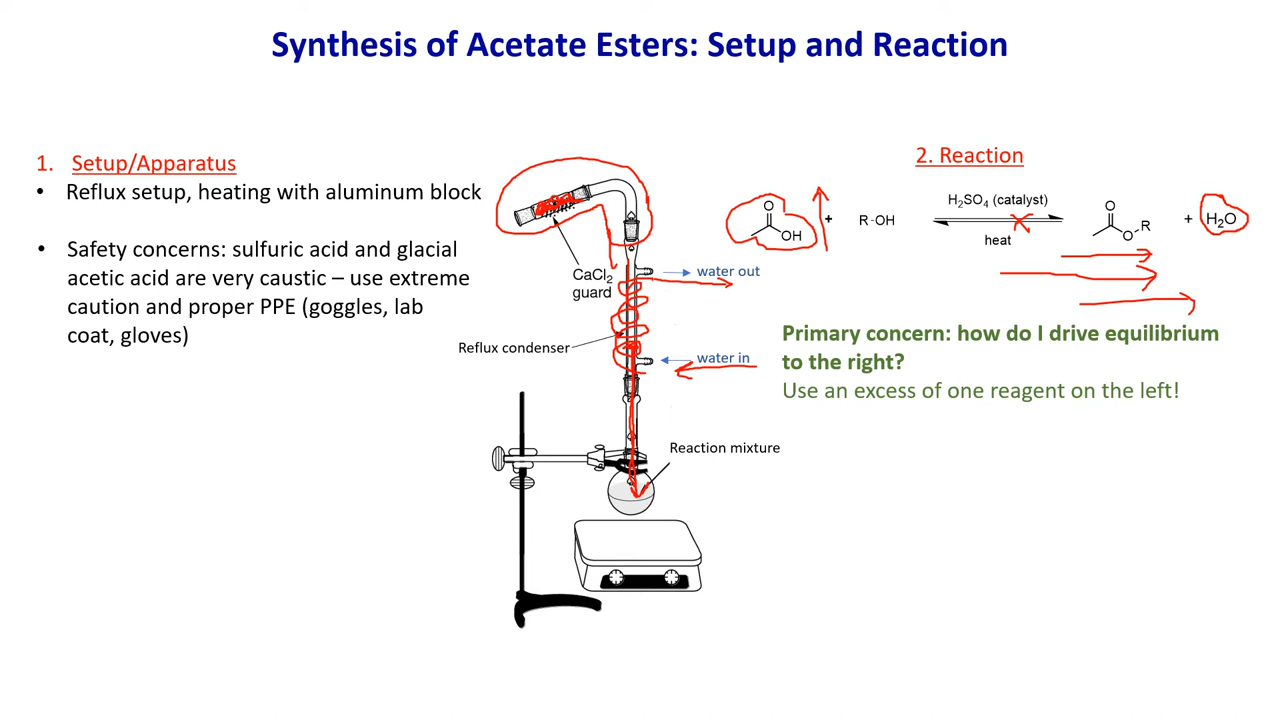 Synthesis of Acetate Esters: Setup and Reaction
1. Setup/Apparatus
• Reflux setup, heating with aluminum block
• Safety concerns: sulfuric acid and glacial
acetic acid are very caustic – use extreme
caution and proper PPE (goggles, lab
coat, gloves)
CaCl₂
guard
water out
Reflux condenser
water in
Reaction mixture
2. Reaction
O
OH
+
R-OH
H₂SO₄ (catalyst)
heat
O
O
R
+ H₂O
Primary concern: how do I drive equilibrium
to the right?
Use an excess of one reagent on the left!